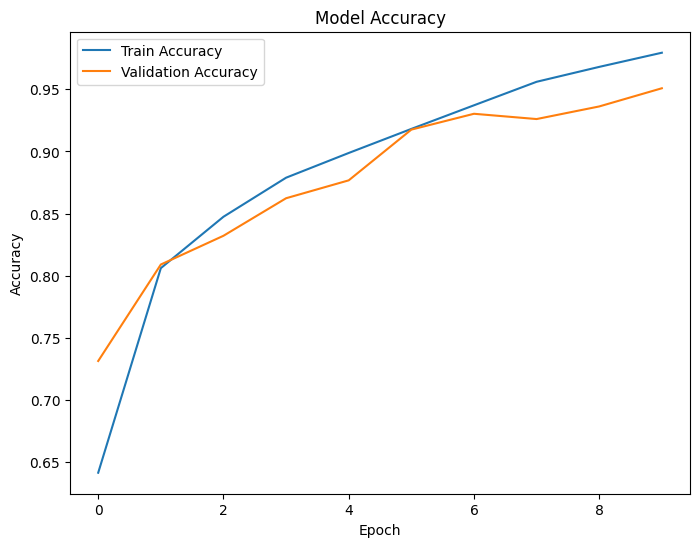 Model Accuracy
Train Accuracy
Validation Accuracy
0.95
0.90
0.85
0.80
0.75
0.70
0.65
Accuracy
0 2 4 6 8
Epoch